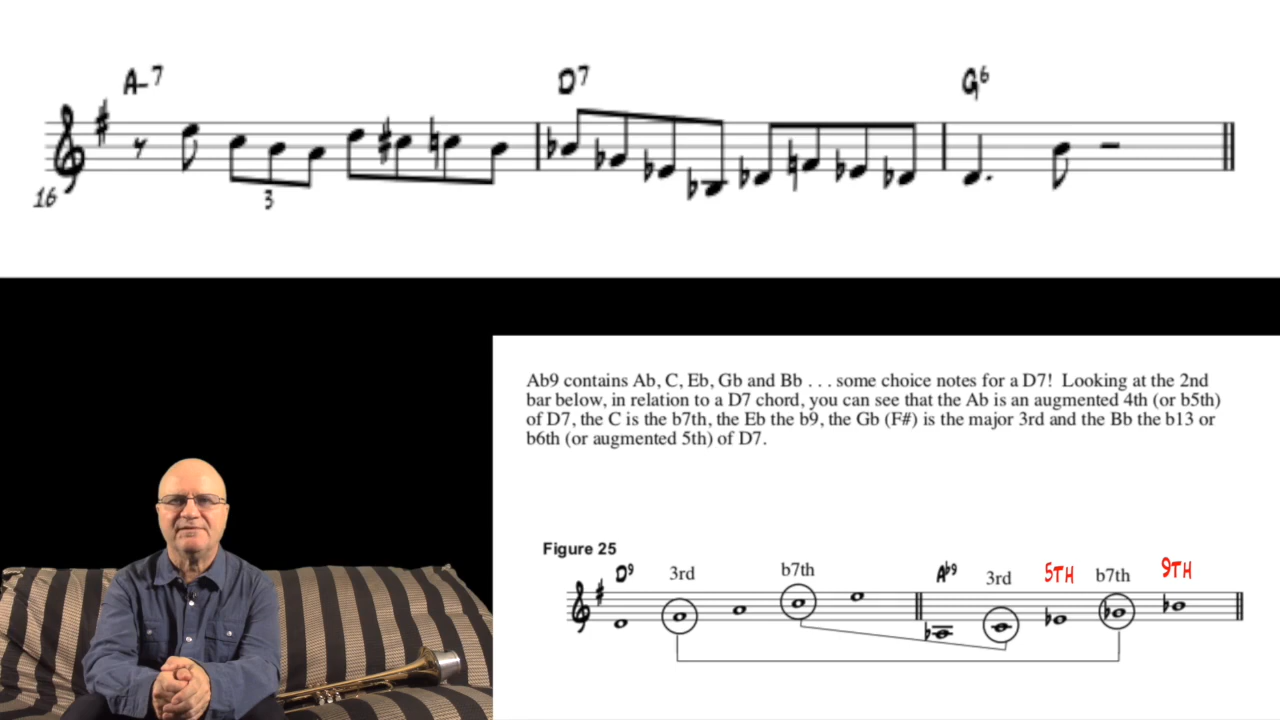 A-7 D7 G6
3
16
Ab9 contains Ab, C, Eb, Gb and Bb . . . some choice notes for a D7! Looking at the 2nd
bar below, in relation to a D7 chord, you can see that the Ab is an augmented 4th (or b5th)
of D7, the C is the b7th, the Eb the b9, the Gb (F#) is the major 3rd and the Bb the b13 or
b6th (or augmented 5th) of D7.
Figure 25
D9 3rd b7th Ab9 3rd 5TH b7th 9TH